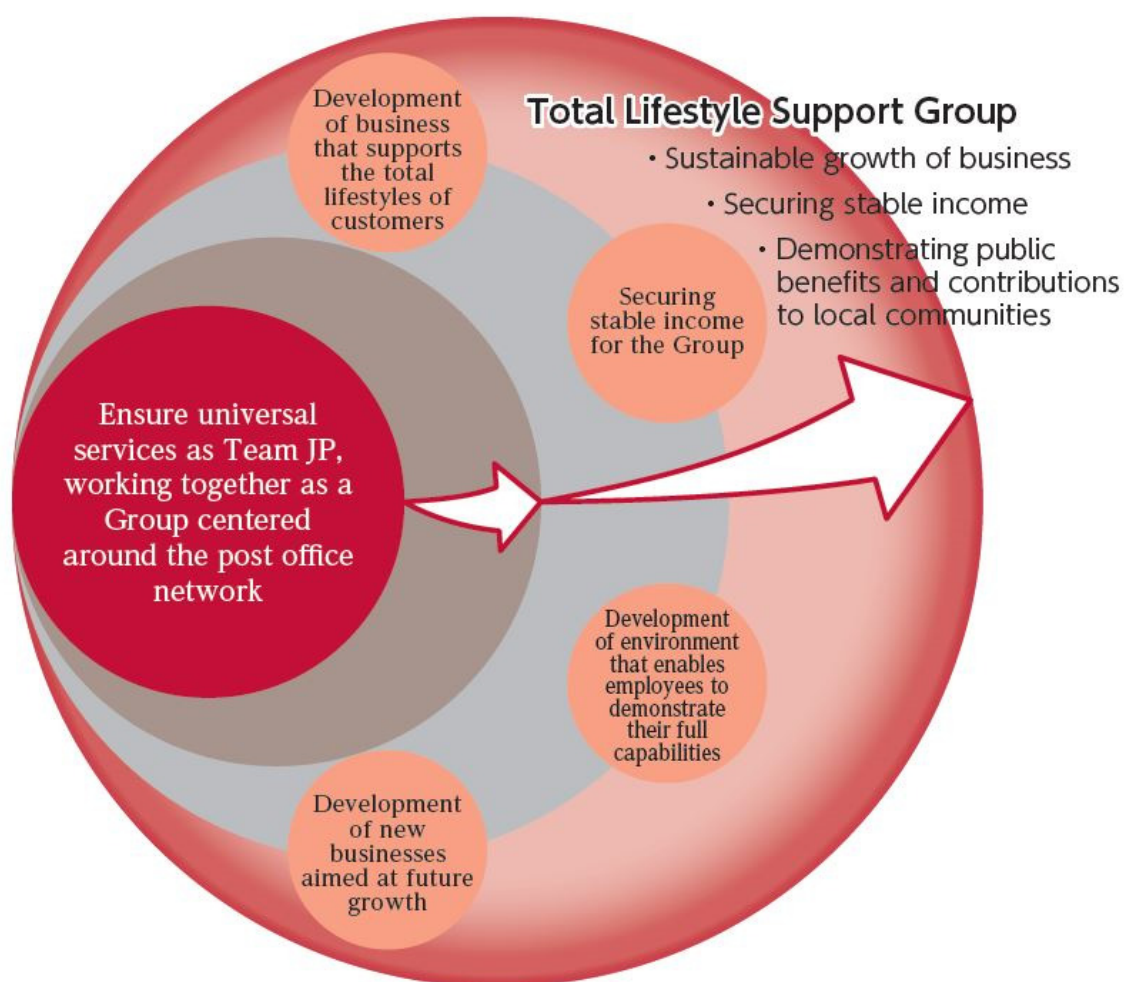 Development
of business
that supports
the total
lifestyles of
customers
Total Lifestyle Support Group
・Sustainable growth of business
・Securing stable income
・Demonstrating public
benefits and contributions
to local communities
Securing
stable income
for the Group
Ensure universal
services as Team JP,
working together as a
Group centered
around the post office
network
Development
of environment
that enables
employees to
demonstrate
their full
capabilities
Development
of new
businesses
aimed at future
growth